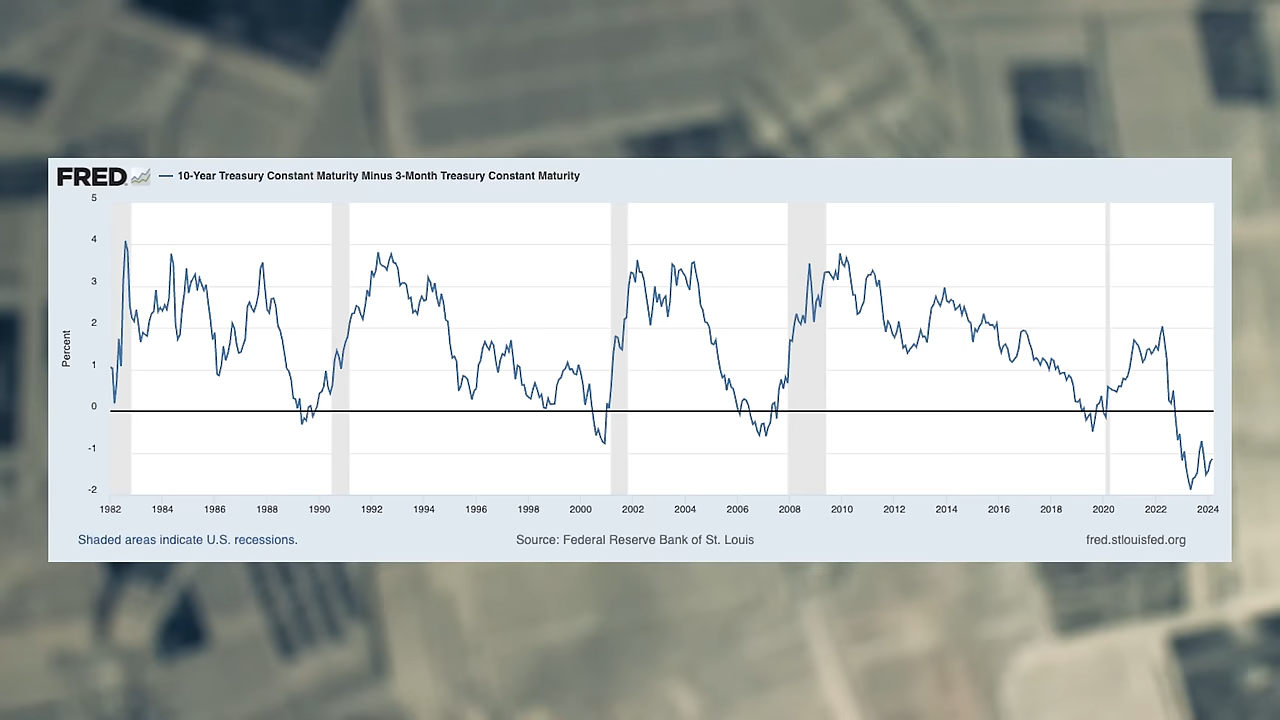 FRED
10-Year Treasury Constant Maturity Minus 3-Month Treasury Constant Maturity
5
4
3
2
1
0
-1
-2
Percent
1982 1984 1986 1988 1990 1992 1994 1996 1998 2000 2002 2004 2006 2008 2010 2012 2014 2016 2018 2020 2022 2024
Shaded areas indicate U.S. recessions. Source: Federal Reserve Bank of St. Louis fred.stlouisfed.org